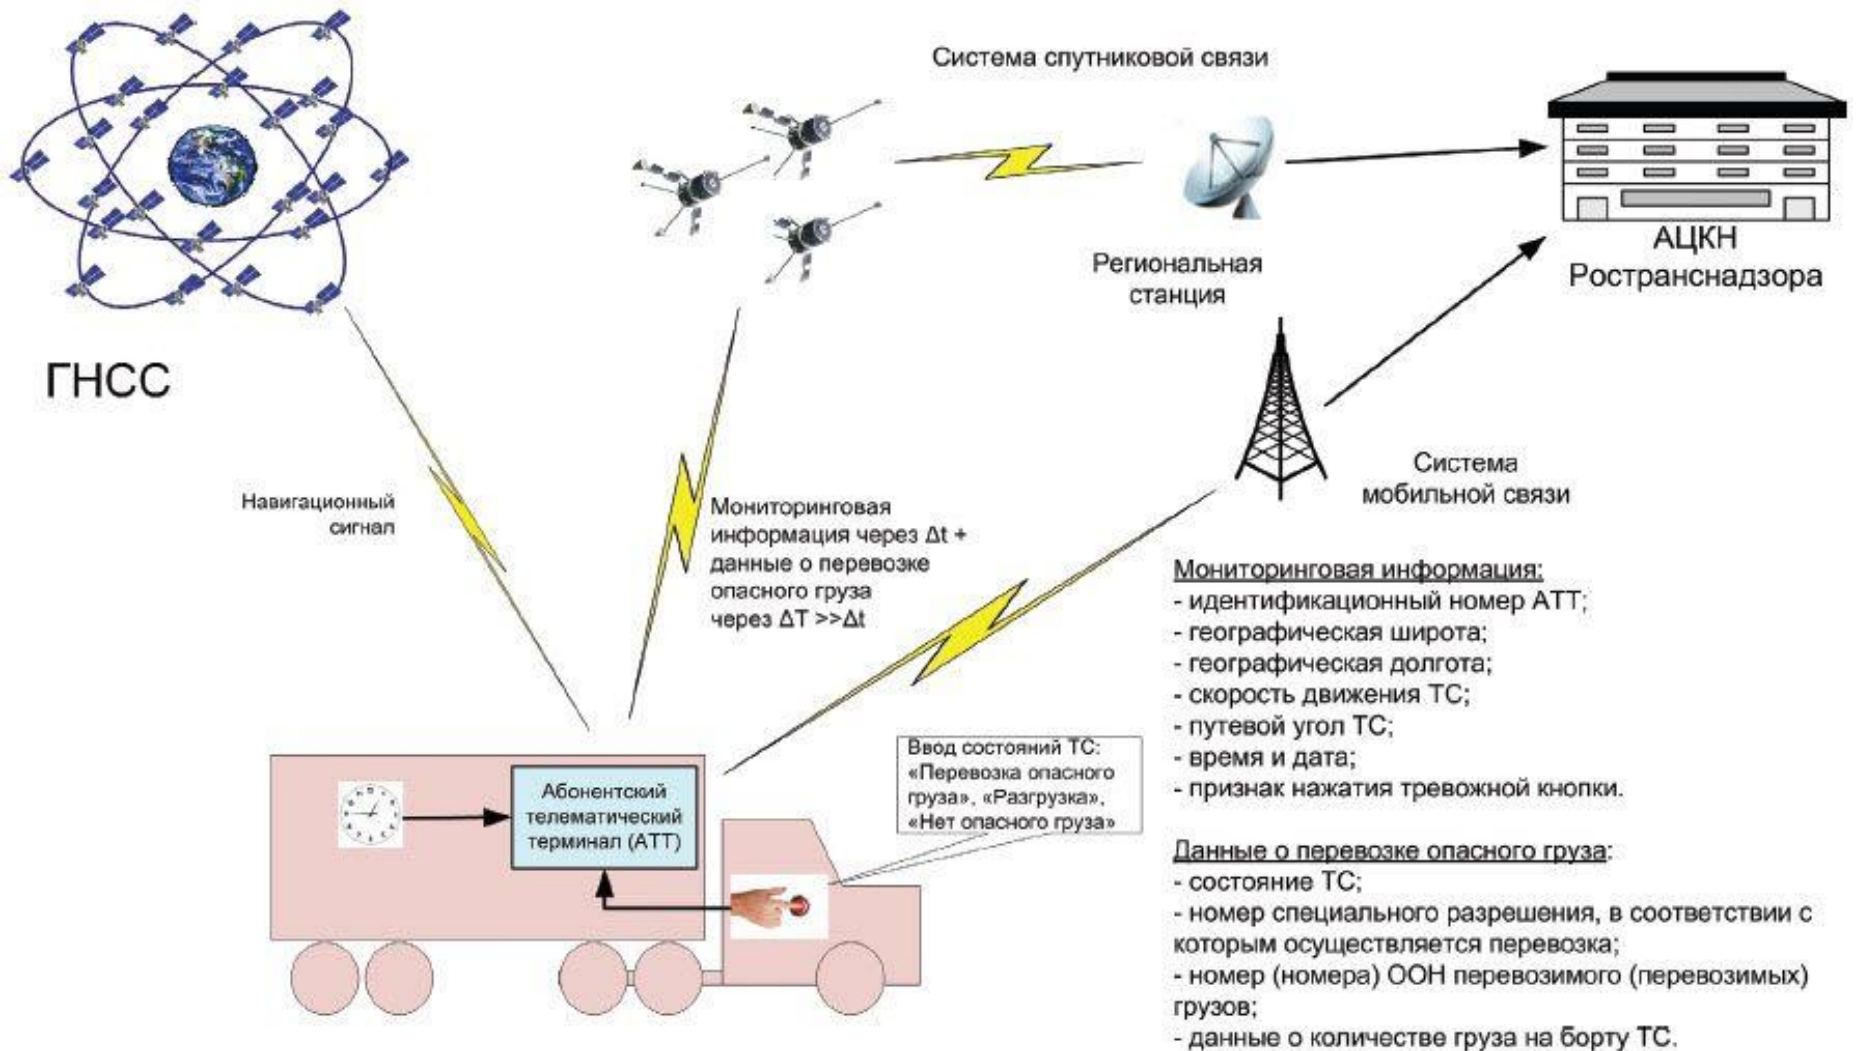 Система спутниковой связи
АЦКН
Ространснадзора
Региональная
станция
ГНСС
Навигационный
сигнал
Мониторинговая
информация через Δt +
данные о перевозке
опасного груза
через ΔT >>Δt
Система
мобильной связи
Мониторинговая информация:
- идентификационный номер АТТ;
- географическая широта;
- географическая долгота;
- скорость движения ТС;
- путевой угол ТС;
- время и дата;
- признак нажатия тревожной кнопки.
Ввод состояний ТС:
«Перевозка опасного
груза», «Разгрузка»,
«Нет опасного груза»
Абонентский
телематический
терминал (АТТ)
Данные о перевозке опасного груза:
- состояние ТС;
- номер специального разрешения, в соответствии с
которым осуществляется перевозка;
- номер (номера) ООН перевозимого (перевозимых)
грузов;
- данные о количестве груза на борту ТС.